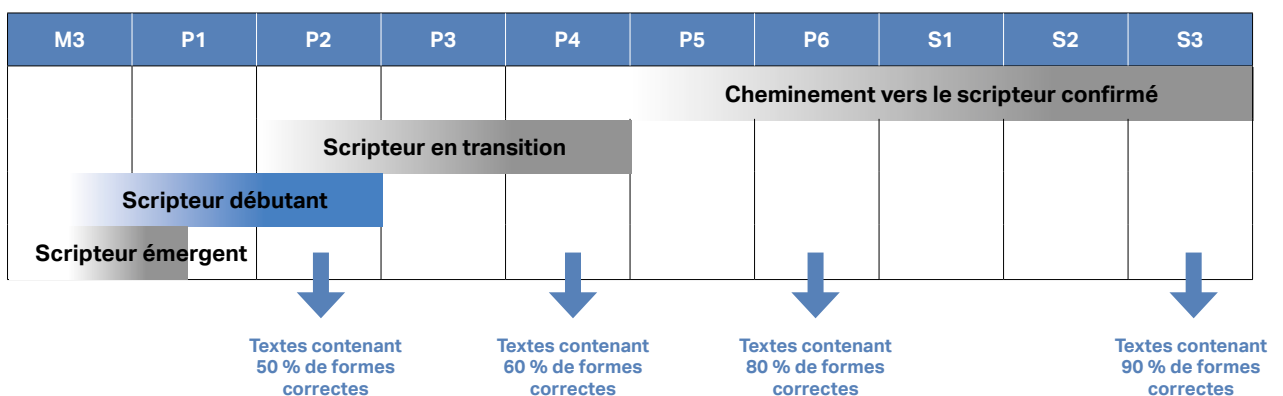 M3 P1 P2 P3 P4 P5 P6 S1 S2 S3
Cheminement vers le scripteur confirmé
Scripteur en transition
Scripteur débutant
Scripteur émergent
Textes contenant
50 % de formes
correctes
Textes contenant
60 % de formes
correctes
Textes contenant
80 % de formes
correctes
Textes contenant
90 % de formes
correctes